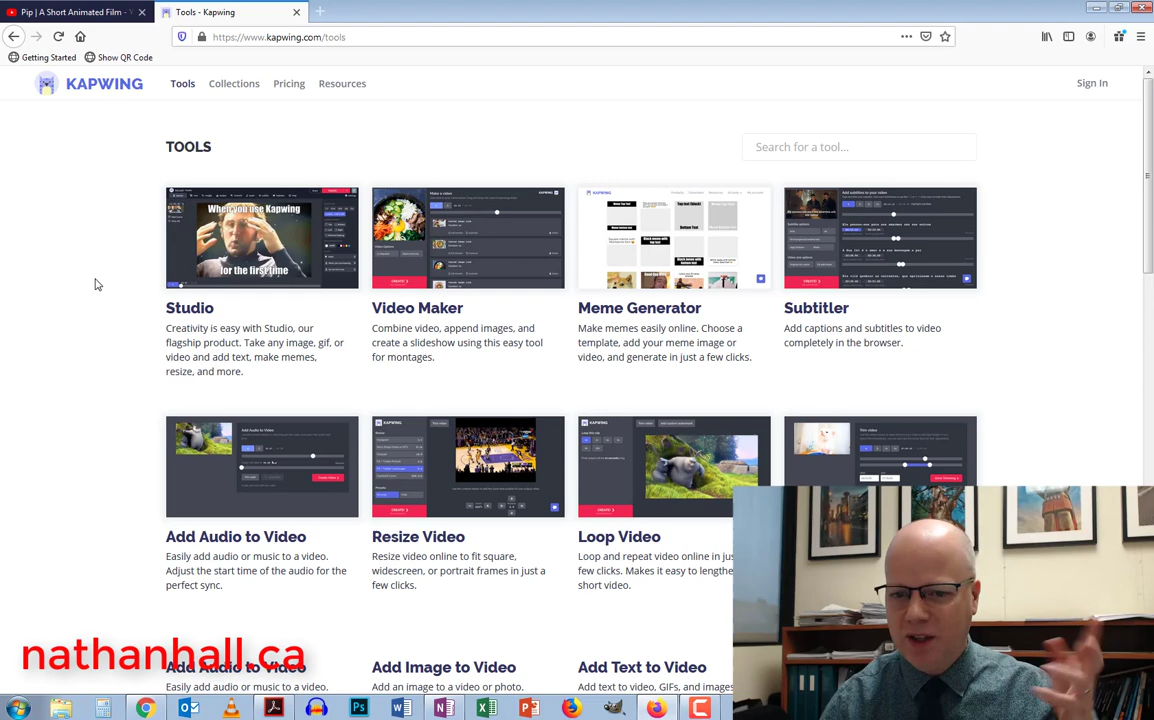 Pip | A Short Animated Film -
Tools - Kapwing
https://www.kapwing.com/tools
Getting Started
Show QR Code
KAPWING
Tools
Collections
Pricing
Resources
Sign In
TOOLS
Search for a tool...
When you use Kapwing
for the first time
Studio
Creativity is easy with Studio, our
flagship product. Take any image, gif, or
video and add text, make memes,
resize, and more.
Video Maker
Combine video, append images, and
create a slideshow using this easy tool
for montages.
Meme Generator
Make memes easily online. Choose a
template, add your meme image or
video, and generate in just a few clicks.
Subtitler
Add captions and subtitles to video
completely in the browser.
Add Audio to Video
Easily add audio or music to a video.
Adjust the start time of the audio for the
perfect sync.
Resize Video
Resize video online to fit square,
widescreen, or portrait frames in just a
few clicks.
Loop Video
Loop and repeat video online in just
few clicks. Makes it easy to lengthe
short video.
nathanhall.ca
Add Audio to Video
Easily add audio or music to a video.
Add Image to Video
Add an image to a video or photo.
Add Text to Video
Add text to video, GIFs, and images